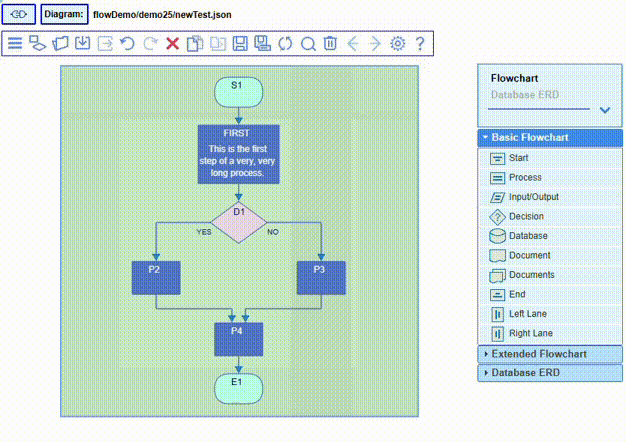 Diagram: flowDemo/demo25/newTest.json
?
S1
FIRST
This is the first
step of a very, very
long process.
D1
YES NO
P2 P3
P4
E1
Flowchart
Database ERD
Basic Flowchart
Start
Process
Input/Output
?
Decision
Database
Document
Documents
End
Left Lane
Right Lane
Extended Flowchart
Database ERD